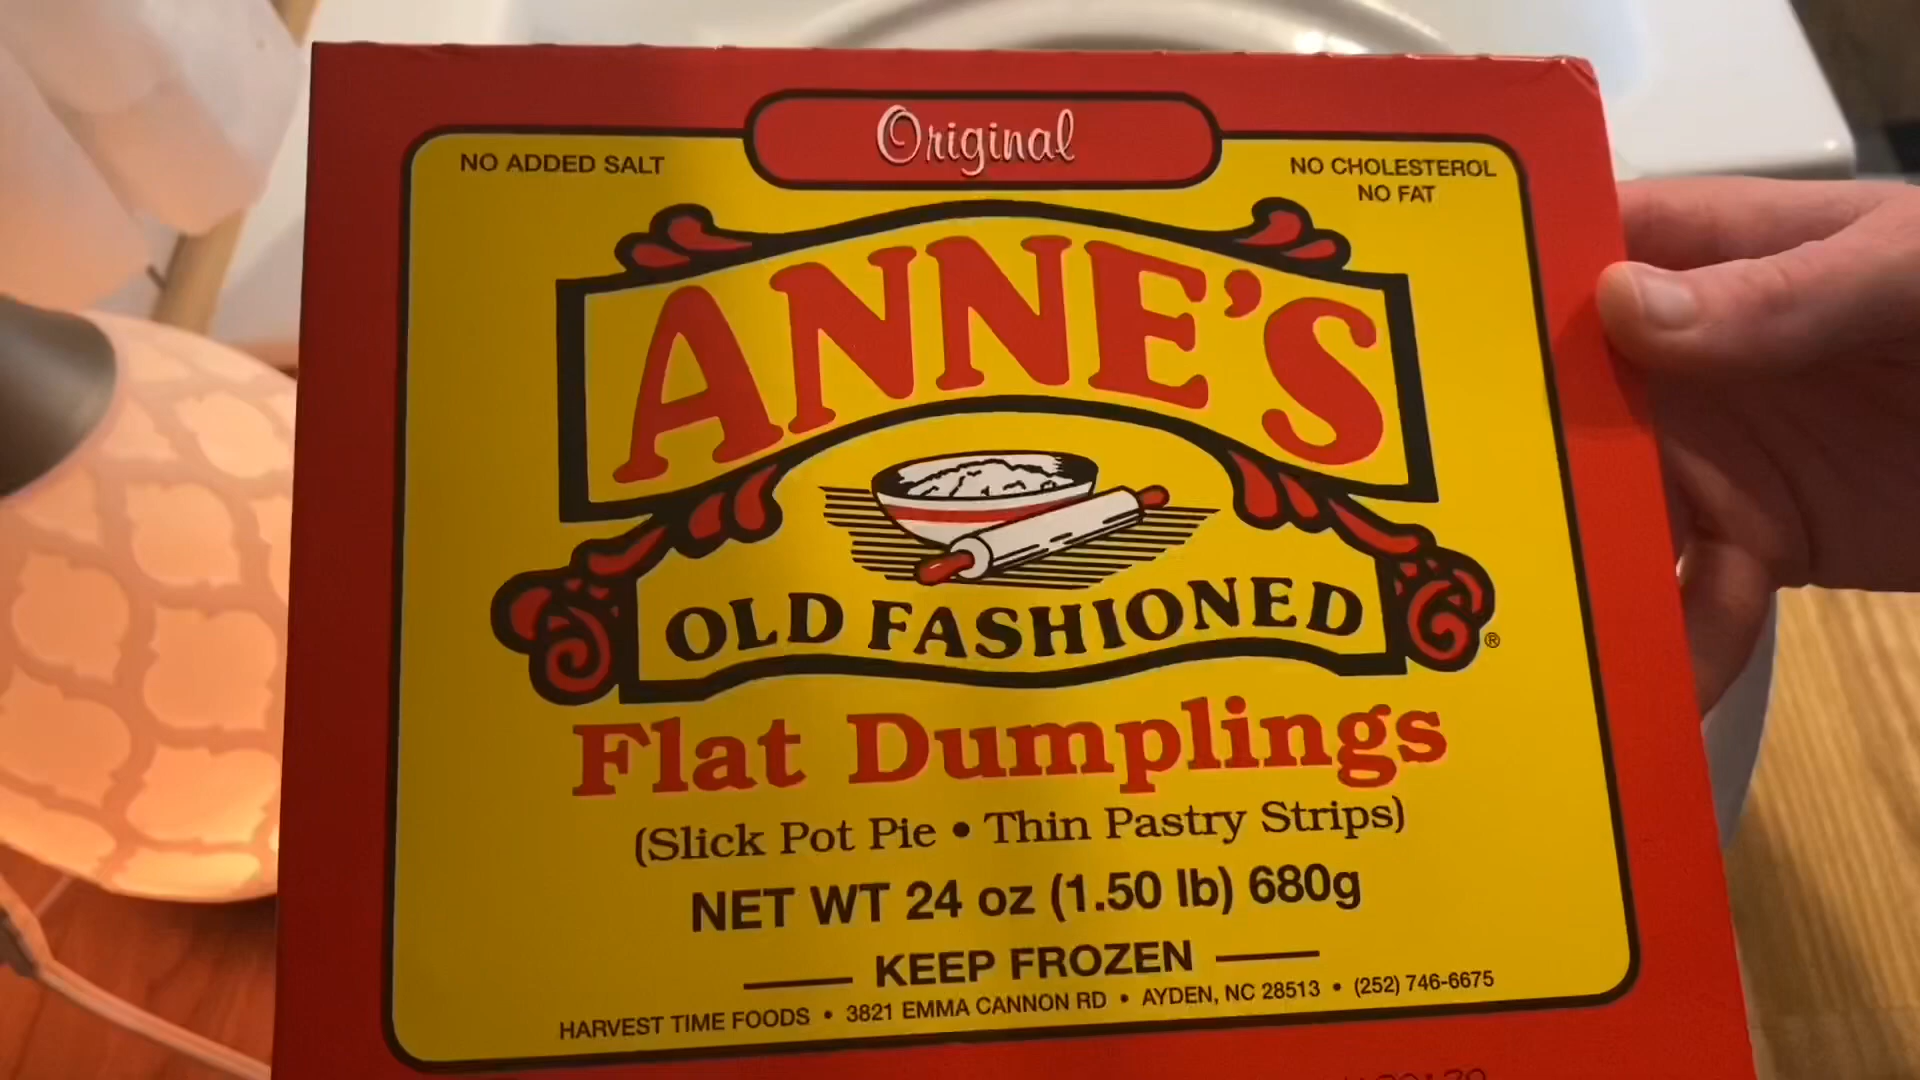 Original
NO ADDED SALT
NO CHOLESTEROL
NO FAT
ANNE'S
OLD FASHIONED
®
Flat Dumplings
(Slick Pot Pie • Thin Pastry Strips)
NET WT 24 oz (1.50 lb) 680g
KEEP FROZEN
HARVEST TIME FOODS • 3821 EMMA CANNON RD • AYDEN, NC 28513 • (252) 746-6675